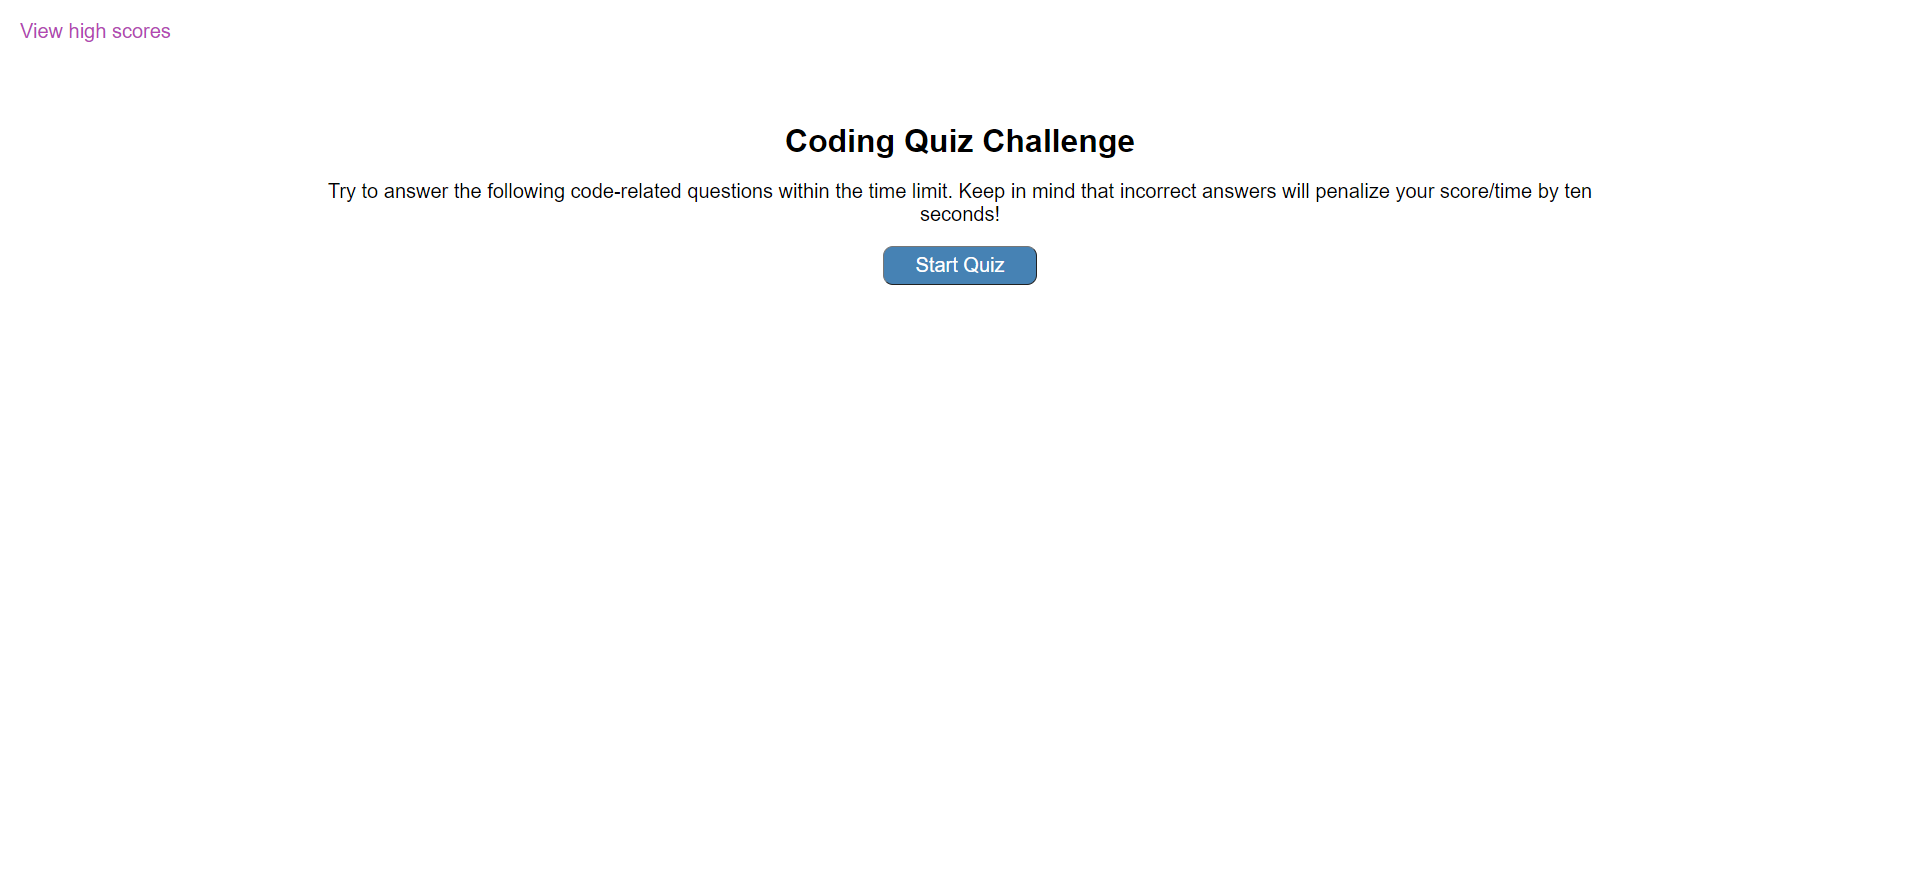 View high scores
Coding Quiz Challenge
Try to answer the following code-related questions within the time limit. Keep in mind that incorrect answers will penalize your score/time by ten
seconds!
Start Quiz